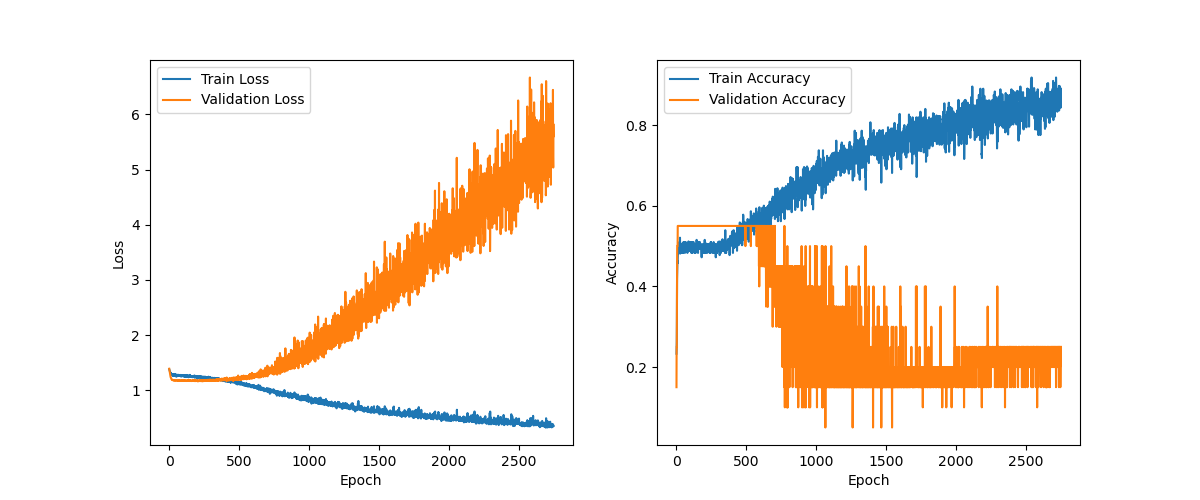 Train Loss
Validation Loss
6
5
4
3
2
1
Loss
0
500
1000
1500
2000
2500
Epoch
Train Accuracy
Validation Accuracy
0.8
0.6
0.4
0.2
Accuracy
0
500
1000
1500
2000
2500
Epoch